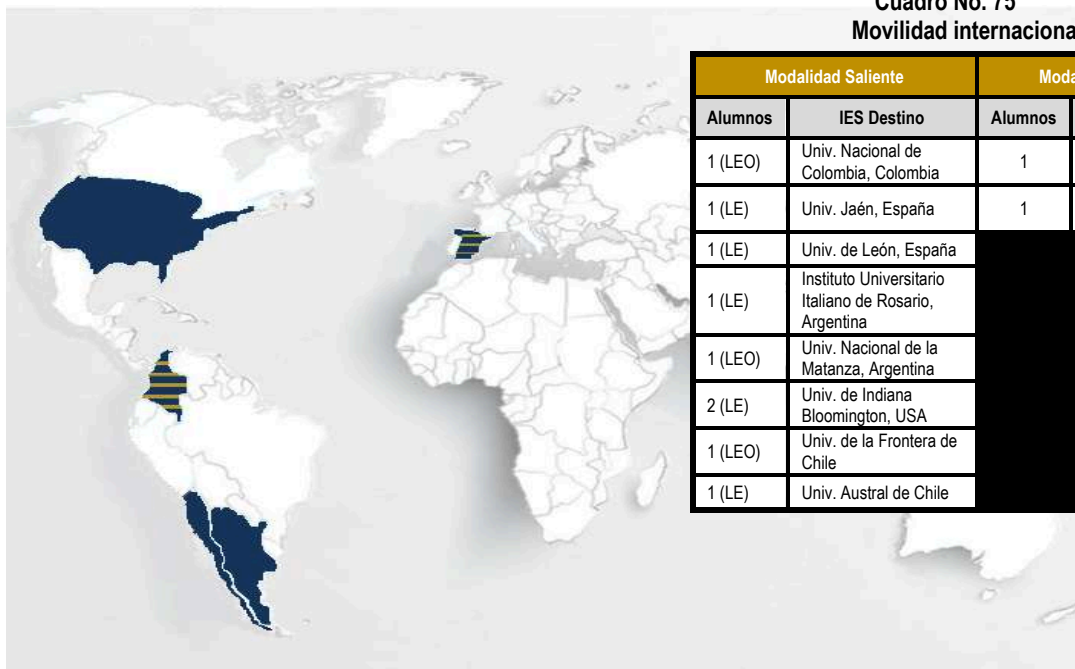 Cuadro No. 75
Movilidad internaciona
Modalidad Saliente Moda
Alumnos IES Destino Alumnos
1 (LEO) Univ. Nacional de
Colombia, Colombia 1
1 (LE) Univ. Jaén, España 1
1 (LE) Univ. de León, España
1 (LE) Instituto Universitario
Italiano de Rosario,
Argentina
1 (LEO) Univ. Nacional de la
Matanza, Argentina
2 (LE) Univ. de Indiana
Bloomington, USA
1 (LEO) Univ. de la Frontera de
Chile
1 (LE) Univ. Austral de Chile